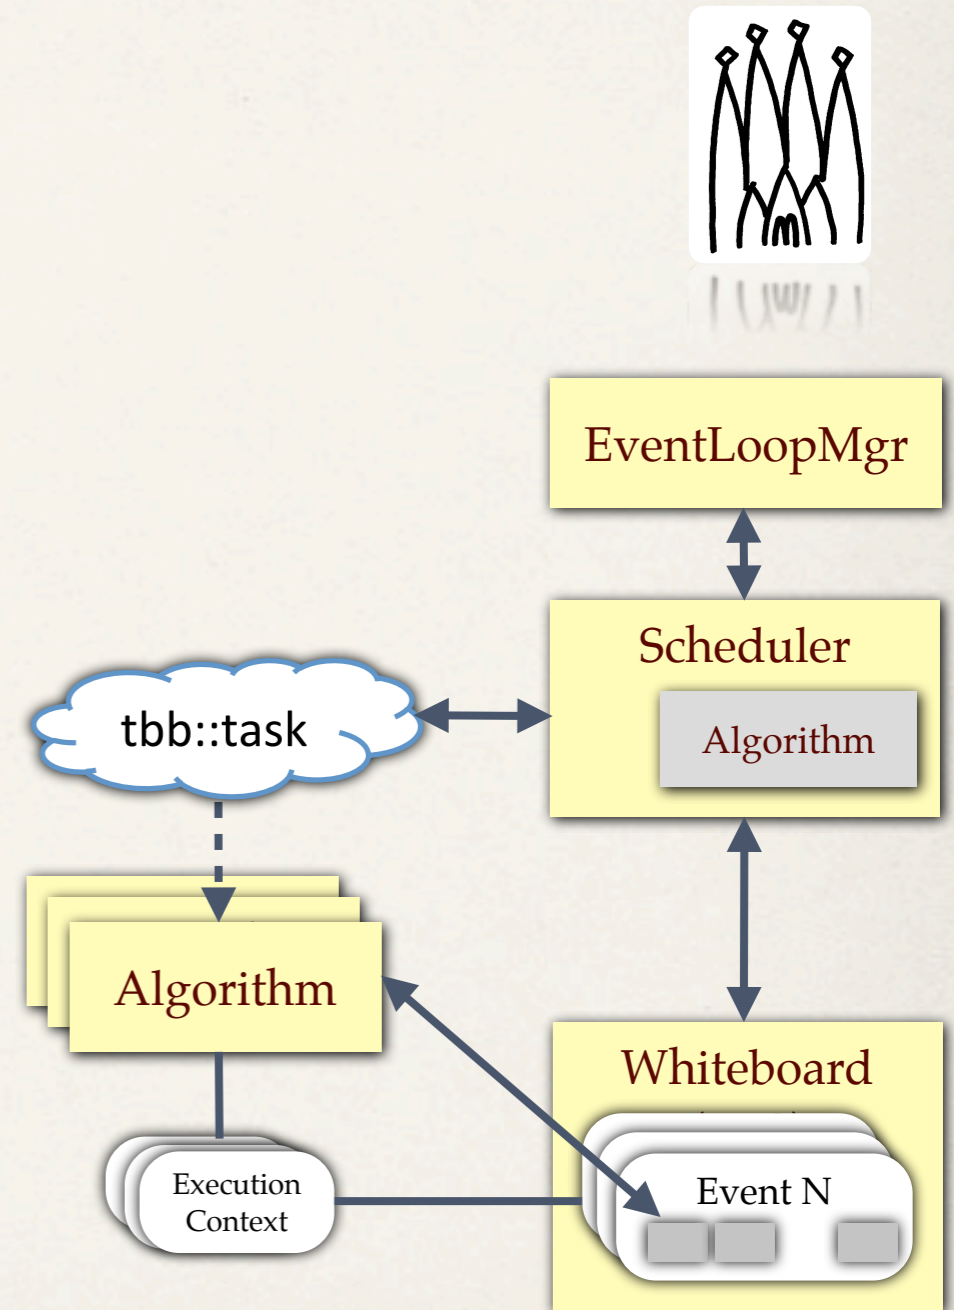 EventLoopMgr
Scheduler
Algorithm
tbb::task
Algorithm
Whiteboard
Execution
Context
Event N